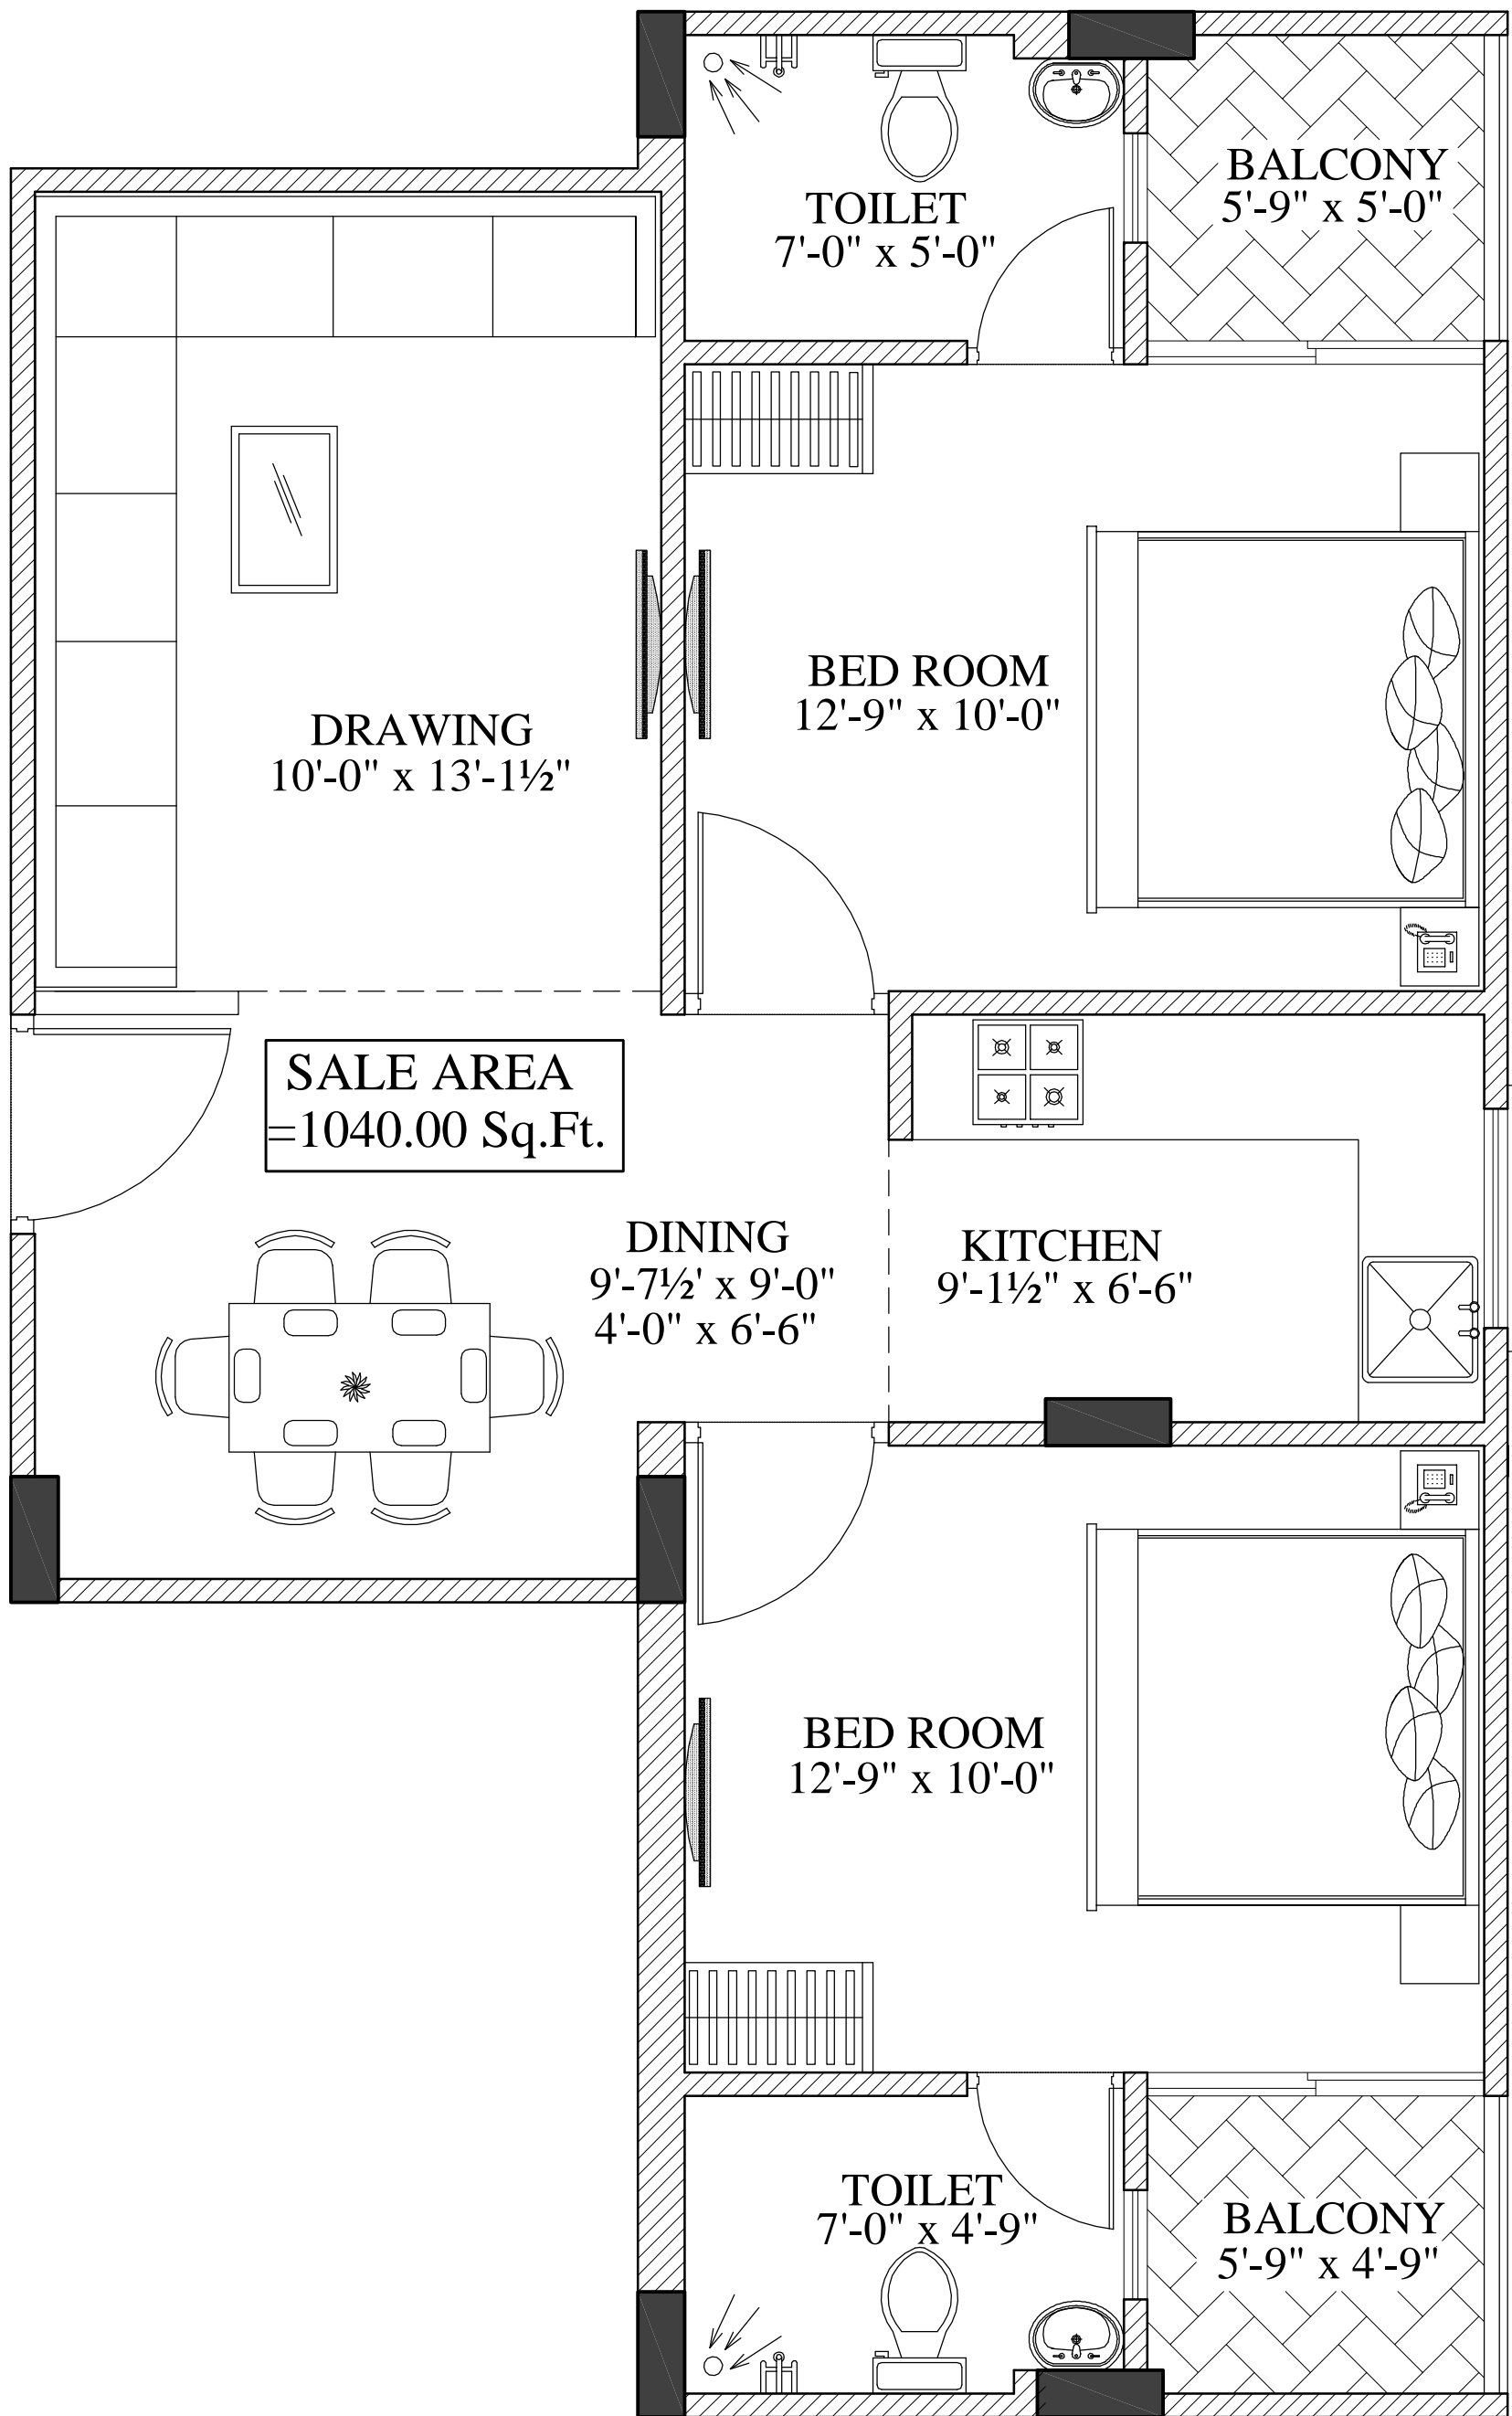 TOILET
7'-0" x 5'-0"
BALCONY
5'-9" x 5'-0"
BED ROOM
12'-9" x 10'-0"
DRAWING
10'-0" x 13'-1½"
SALE AREA
=1040.00 Sq.Ft.
DINING
9'-7½' x 9'-0"
4'-0" x 6'-6"
KITCHEN
9'-1½" x 6'-6"
BED ROOM
12'-9" x 10'-0"
TOILET
7'-0" x 4'-9"
BALCONY
5'-9" x 4'-9"